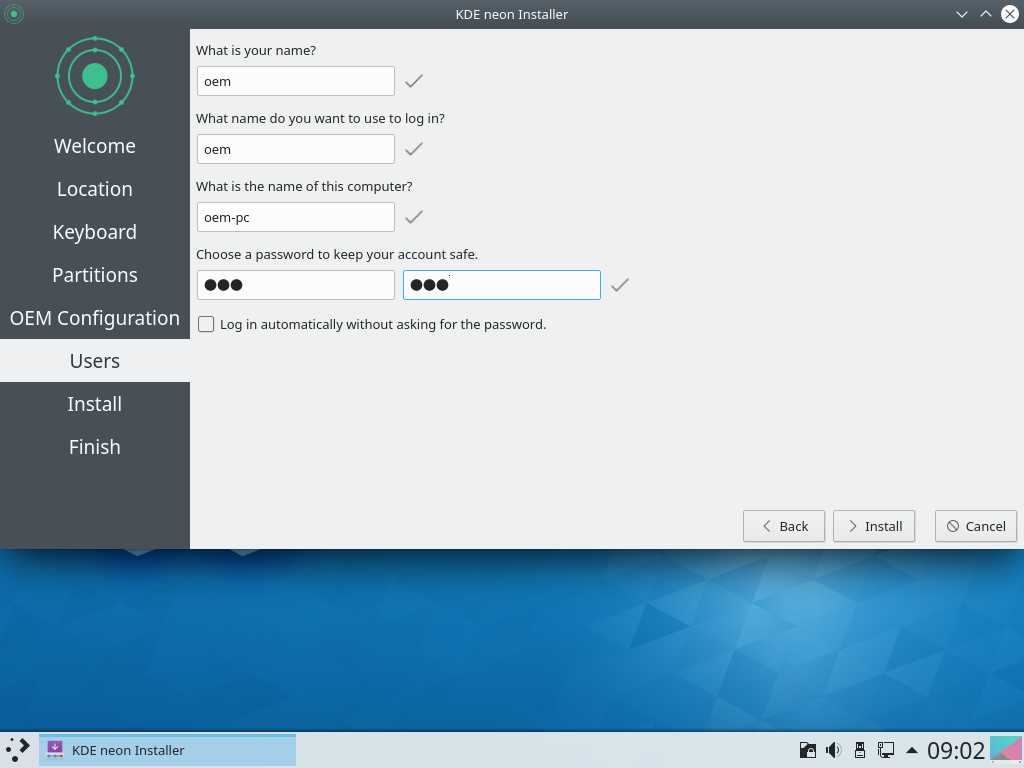 KDE neon Installer
Welcome
Location
Keyboard
Partitions
OEM Configuration
Users
Install
Finish
What is your name?
oem
What name do you want to use to log in?
oem
What is the name of this computer?
oem-pc
Choose a password to keep your account safe.
●●● ●●●
Log in automatically without asking for the password.
Back Install Cancel
KDE neon Installer
09:02